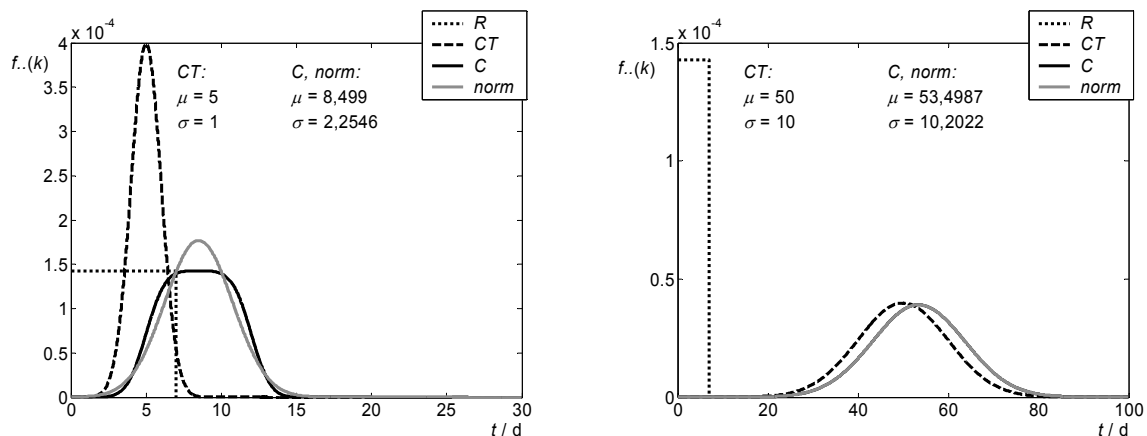 x 10⁻⁴
f..(k)
R
CT
C
norm
CT:
μ = 5
σ = 1
C, norm:
μ = 8,499
σ = 2,2546
4
3.5
3
2.5
2
1.5
1
0.5
0
0 5 10 15 20 25 30
t / d
x 10⁻⁴
f..(k)
R
CT
C
norm
CT:
μ = 50
σ = 10
C, norm:
μ = 53,4987
σ = 10,2022
1.5
1
0.5
0
0 20 40 60 80 100
t / d